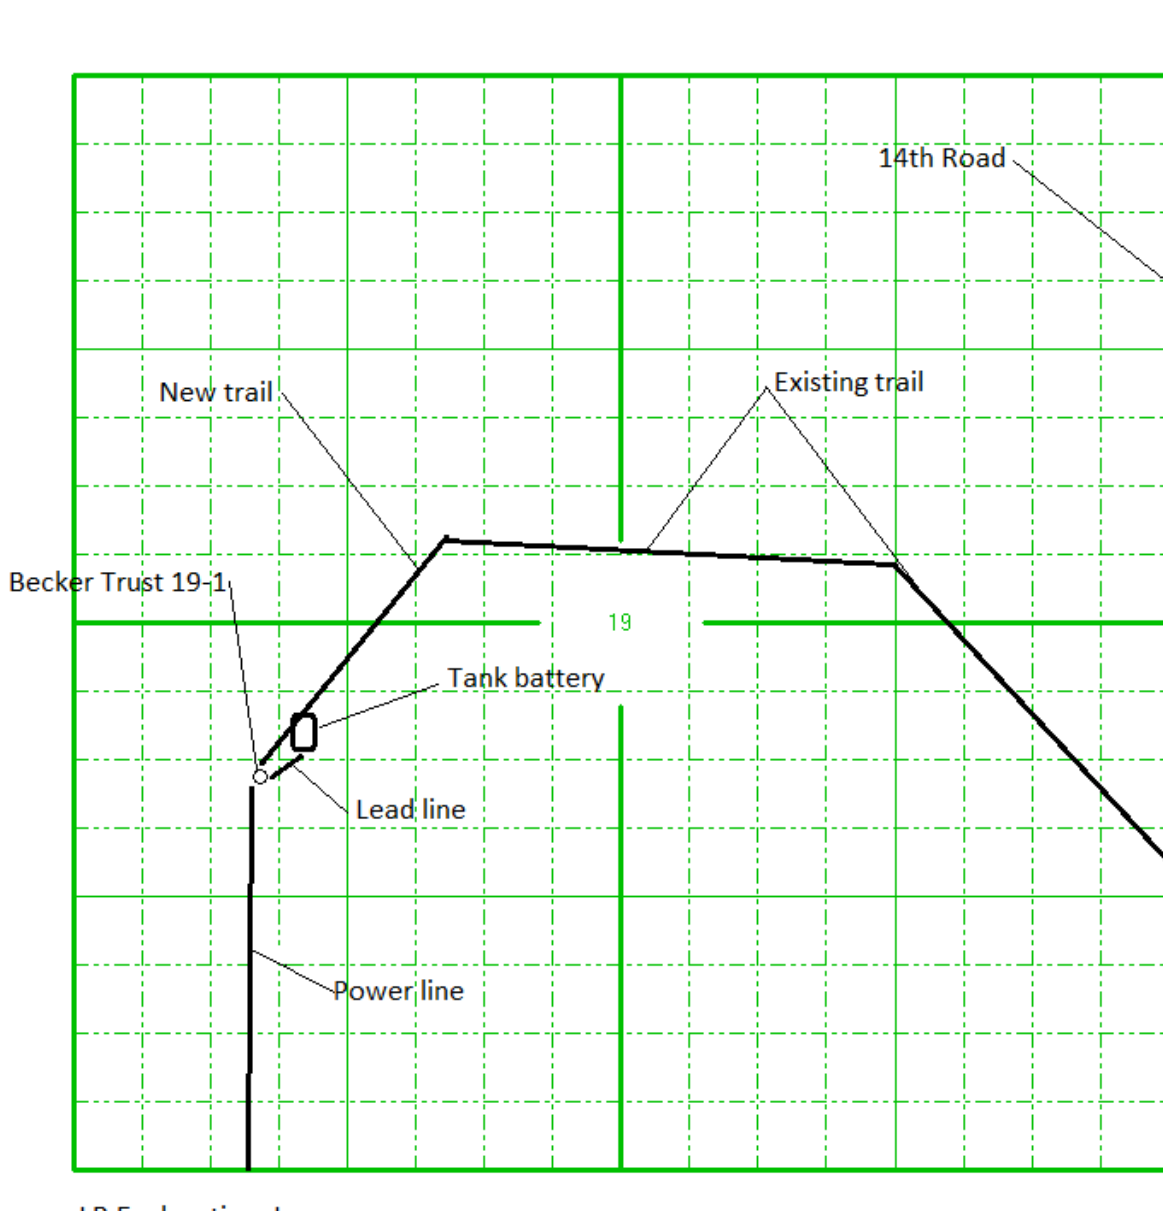 14th Road
Existing trail
New trail
Becker Trust 19-1
19
Tank battery
Lead line
Power line